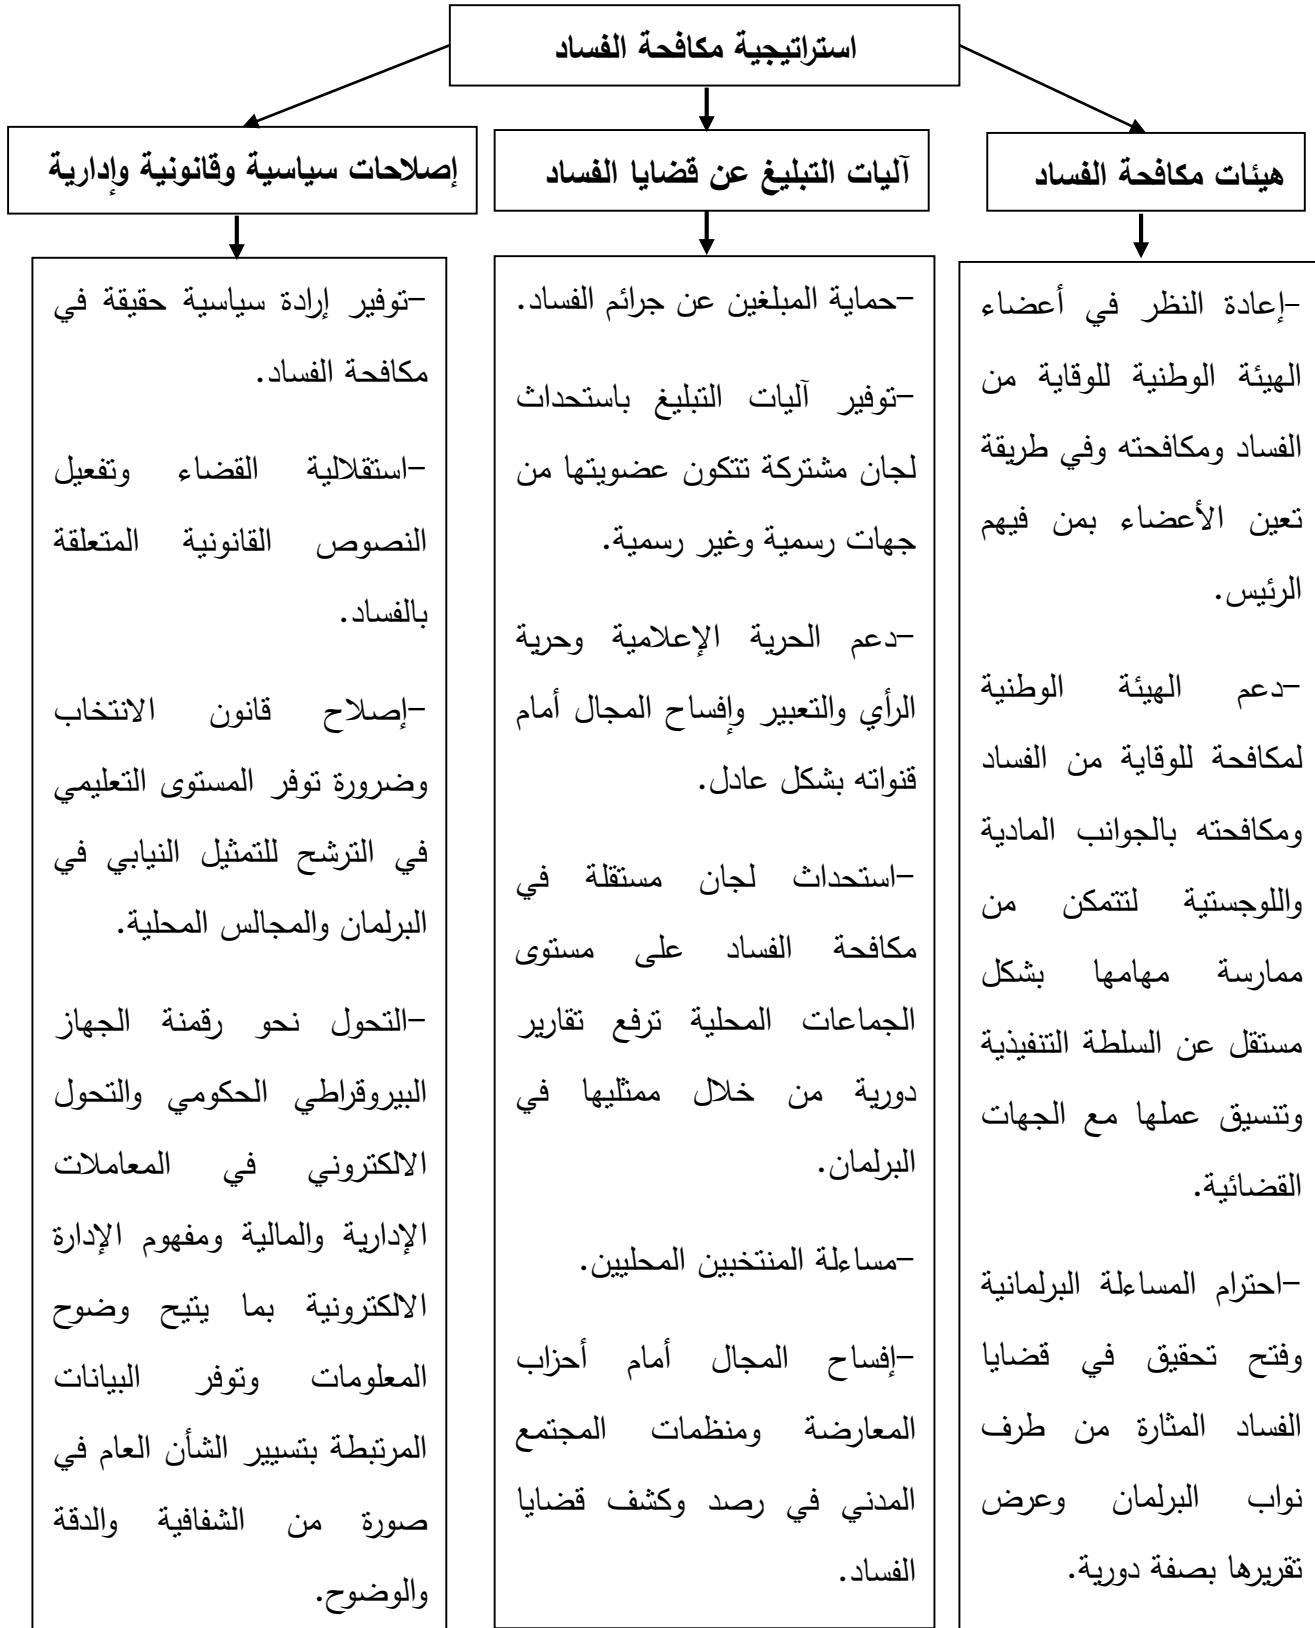 استراتيجية مكافحة الفساد
هيئات مكافحة الفساد
آليات التبليغ عن قضايا الفساد
إصلاحات سياسية وقانونية وإدارية
-إعادة النظر في أعضاء
الهيئة الوطنية للوقاية من
الفساد ومكافحته وفي طريقة
تعين الأعضاء بمن فيهم
الرئيس.
-دعم الهيئة الوطنية
لمكافحة للوقاية من الفساد
ومكافحته بالجوانب المادية
واللوجستية لتتمكن من
ممارسة مهامها بشكل
مستقل عن السلطة التنفيذية
وتنسيق عملها مع الجهات
القضائية.
-احترام المساءلة البرلمانية
وفتح تحقيق في قضايا
الفساد المثارة من طرف
نواب البرلمان وعرض
تقريرها بصفة دورية.
-حماية المبلغين عن جرائم الفساد.
-توفير آليات التبليغ باستحداث
لجان مشتركة تتكون عضويتها من
جهات رسمية وغير رسمية.
-دعم الحرية الإعلامية وحرية
الرأي والتعبير وإفساح المجال أمام
قنواته بشكل عادل.
-استحداث لجان مستقلة في
مكافحة الفساد على مستوى
الجماعات المحلية ترفع تقارير
دورية من خلال ممثليها في
البرلمان.
-مساءلة المنتخبين المحليين.
-إفساح المجال أمام أحزاب
المعارضة ومنظمات المجتمع
المدني في رصد وكشف قضايا
الفساد.
-توفير إرادة سياسية حقيقة في
مكافحة الفساد.
-استقلالية القضاء وتفعيل
النصوص القانونية المتعلقة
بالفساد.
-إصلاح قانون الانتخاب
وضرورة توفر المستوى التعليمي
في الترشح للتمثيل النيابي في
البرلمان والمجالس المحلية.
-التحول نحو رقمنة الجهاز
البيروقراطي الحكومي والتحول
الالكتروني في المعاملات
الإدارية والمالية ومفهوم الإدارة
الالكترونية بما يتيح وضوح
المعلومات وتوفر البيانات
المرتبطة بتسيير الشأن العام في
صورة من الشفافية والدقة
والوضوح.